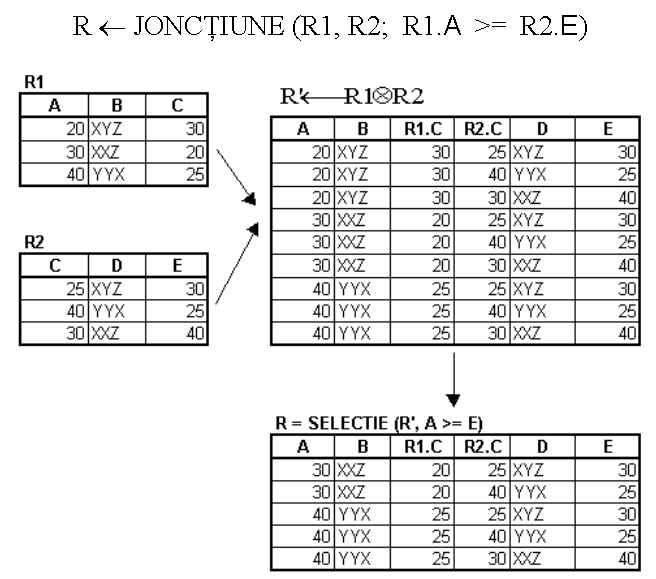 R ← JONCȚIUNE (R1, R2; R1.A >= R2.E)
R1
A B C
20 XYZ 30
30 XXZ 20
40 YYX 25
R2
C D E
25 XYZ 30
40 YYX 25
30 XXZ 40
R'←R1⊗R2
A B R1.C R2.C D E
20 XYZ 30 25 XYZ 30
20 XYZ 30 40 YYX 25
20 XYZ 30 30 XXZ 40
30 XXZ 20 25 XYZ 30
30 XXZ 20 40 YYX 25
30 XXZ 20 30 XXZ 40
40 YYX 25 25 XYZ 30
40 YYX 25 40 YYX 25
40 YYX 25 30 XXZ 40
R = SELECTIE (R', A >= E)
A B R1.C R2.C D E
30 XXZ 20 25 XYZ 30
30 XXZ 20 40 YYX 25
40 YYX 25 25 XYZ 30
40 YYX 25 40 YYX 25
40 YYX 25 30 XXZ 40